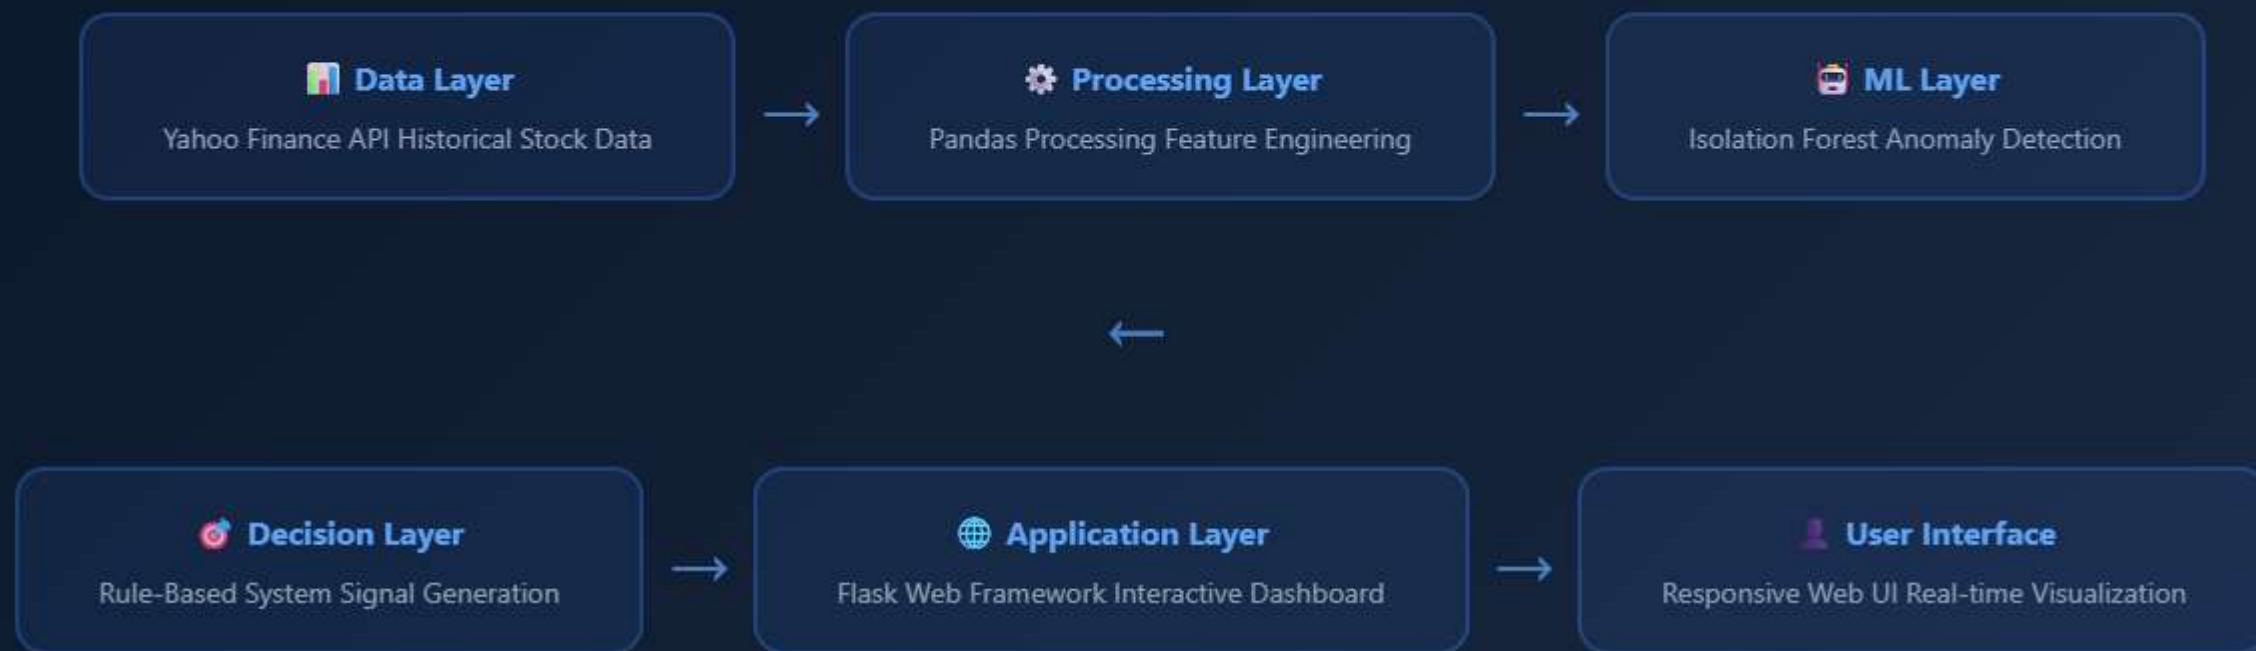 Data Layer
Yahoo Finance API Historical Stock Data
Processing Layer
Pandas Processing Feature Engineering
ML Layer
Isolation Forest Anomaly Detection
Decision Layer
Rule-Based System Signal Generation
Application Layer
Flask Web Framework Interactive Dashboard
User Interface
Responsive Web UI Real-time Visualization